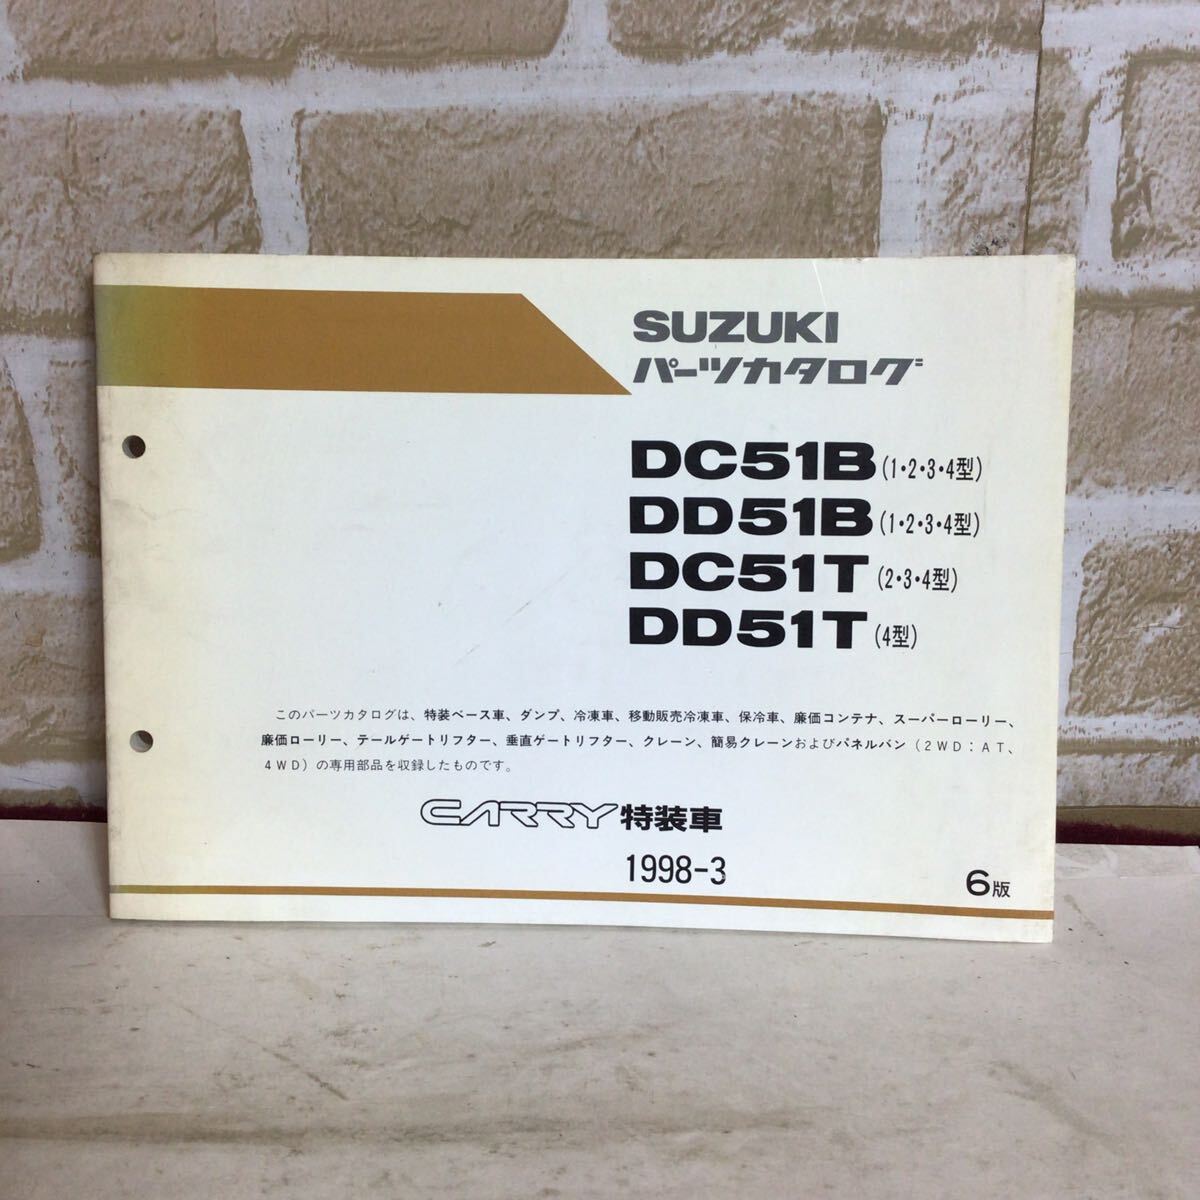 SUZUKI
パーツカタログ
DC51B(1・2・3・4型)
DD51B(1・2・3・4型)
DC51T(2・3・4型)
DD51T(4型)
このパーツカタログは、特装ベース車、ダンプ、冷凍車、移動販売冷凍車、保冷車、廉価コンテナ、スーパーローリー、
廉価ローリー、テールゲートリフター、垂直ゲートリフター、クレーン、簡易クレーンおよびパネルバン(2WD:AT、
4WD)の専用部品を収録したものです。
CARRY特装車
1998-3
6版